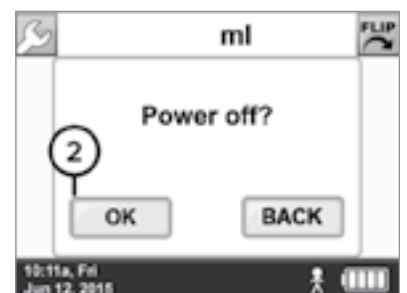 ml
FLIP
Power off?
2
OK
BACK
10:11a, Fri
Jun 12, 2015